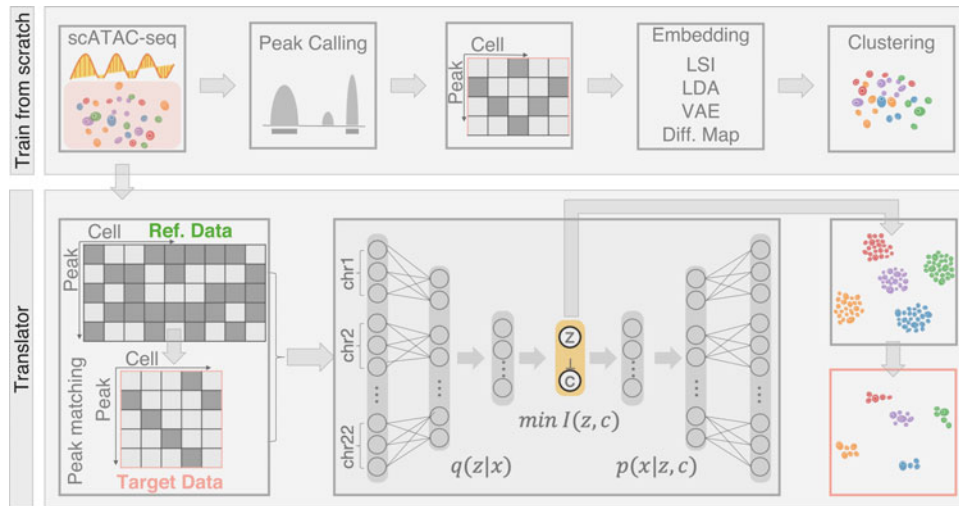 Train from scratch
scATAC-seq
Peak Calling
Cell
Peak
Embedding
LSI
LDA
VAE
Diff. Map
Clustering
Translator
Cell
Ref. Data
Peak
Peak matching
Cell
Peak
Target Data
chr1
chr2
chr22
z
c
min I(z, c)
q(z|x)
p(x|z, c)